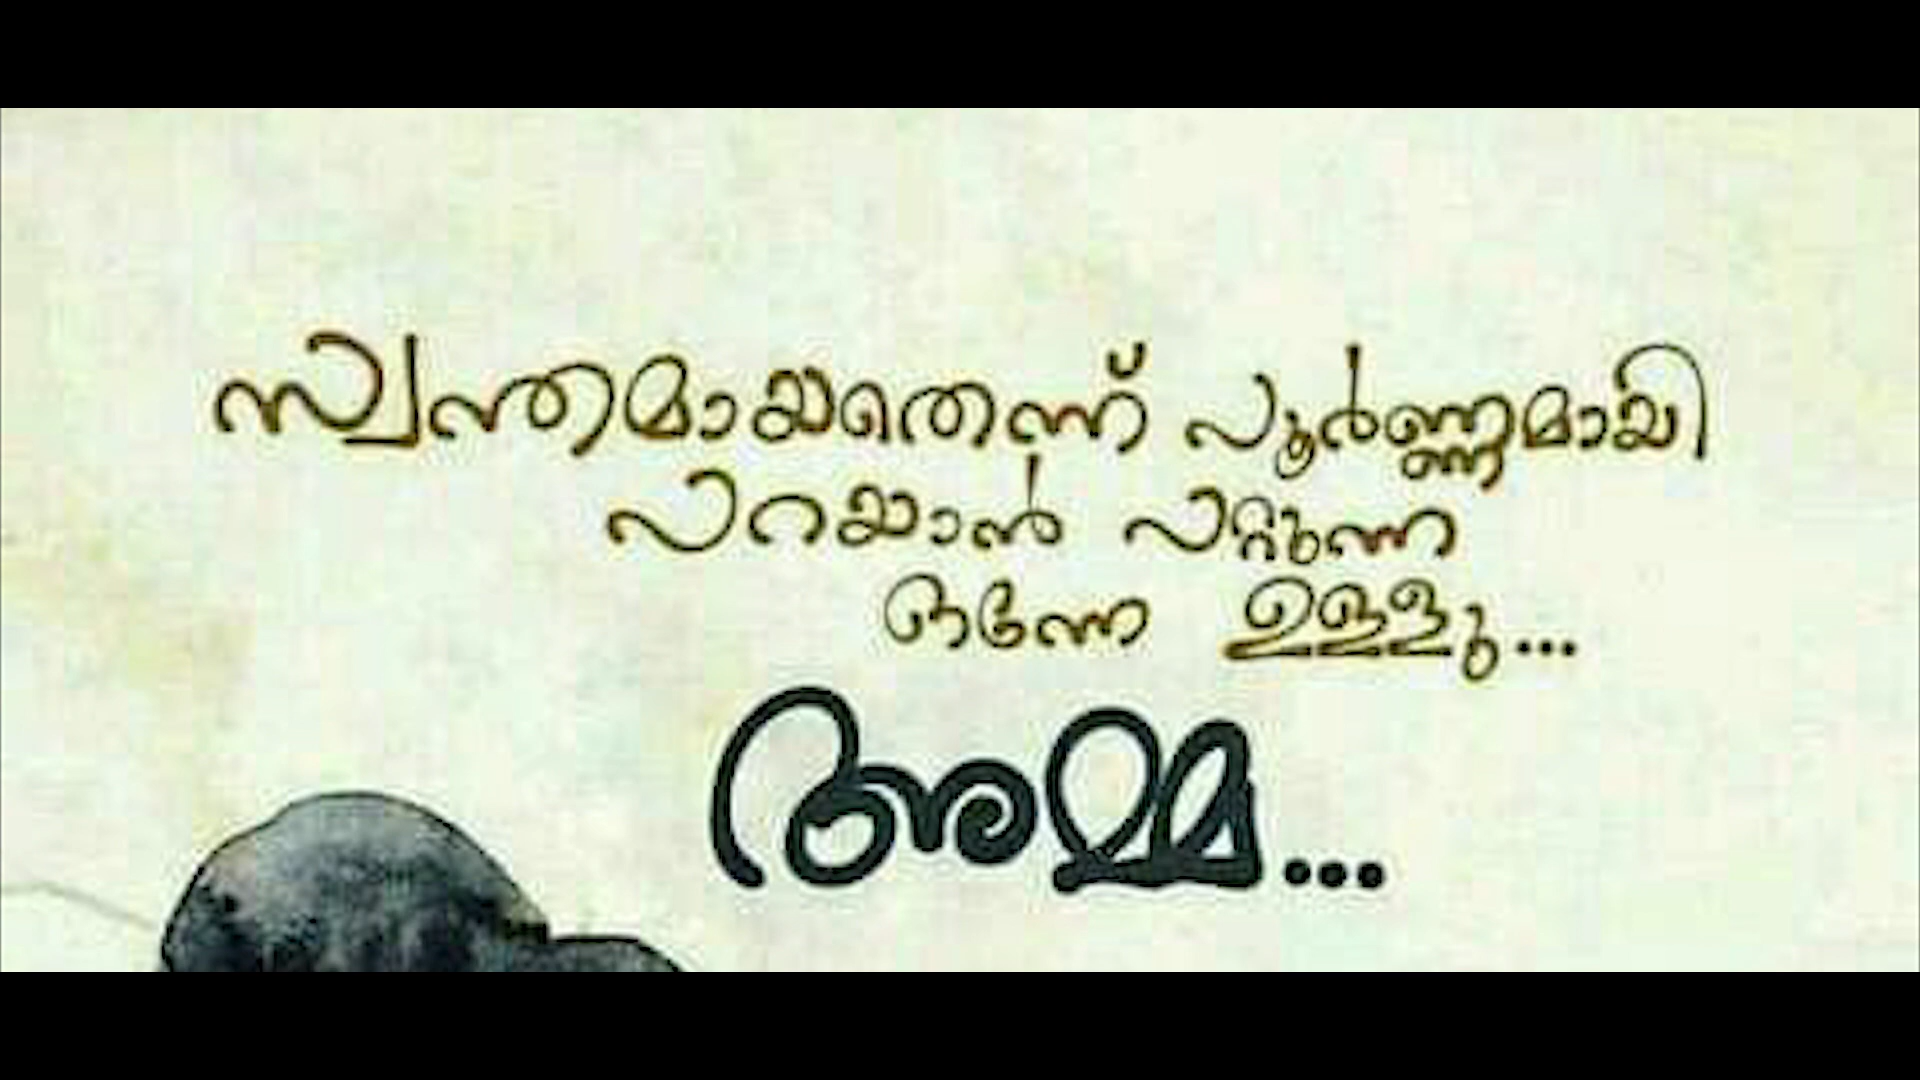 സ്വന്തമായതെന്ന് പൂർണ്ണമായി
പറയാൻ പറ്റുന്ന
ഒന്നേ ഉള്ളു...
അമ്മ...